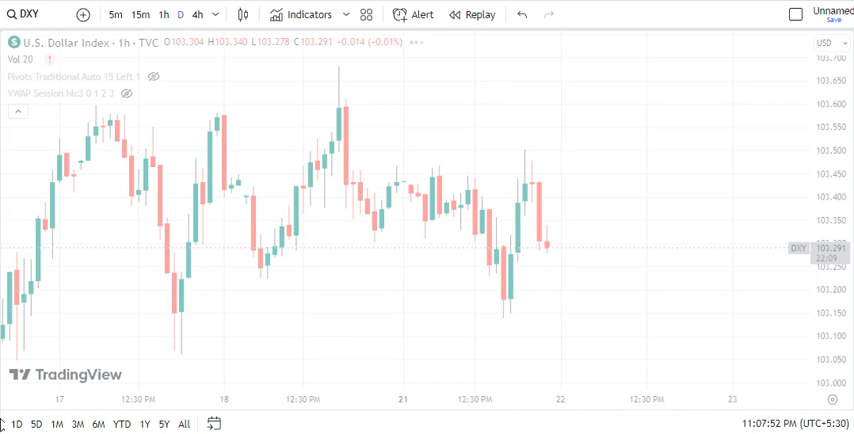 DXY 5m 15m 1h D 4h Indicators Alert Replay Unnamed
Save
U.S. Dollar Index · 1h · TVC O103.304 H103.340 L103.278 C103.291 −0.014 (−0.01%) USD
Vol 20 !
103.700
Pivots Traditional Auto 15 Left 1
103.650
VWAP Session hlc3 0 1 2 3
103.600
103.550
103.500
103.450
103.400
103.350
DXY 103.291
22:09
103.250
103.200
103.150
103.100
103.050
TradingView
103.000
17 12:30 PM 18 12:30 PM 21 12:30 PM 22 12:30 PM 23
1D 5D 1M 3M 6M YTD 1Y 5Y All 11:07:52 PM (UTC+5:30)